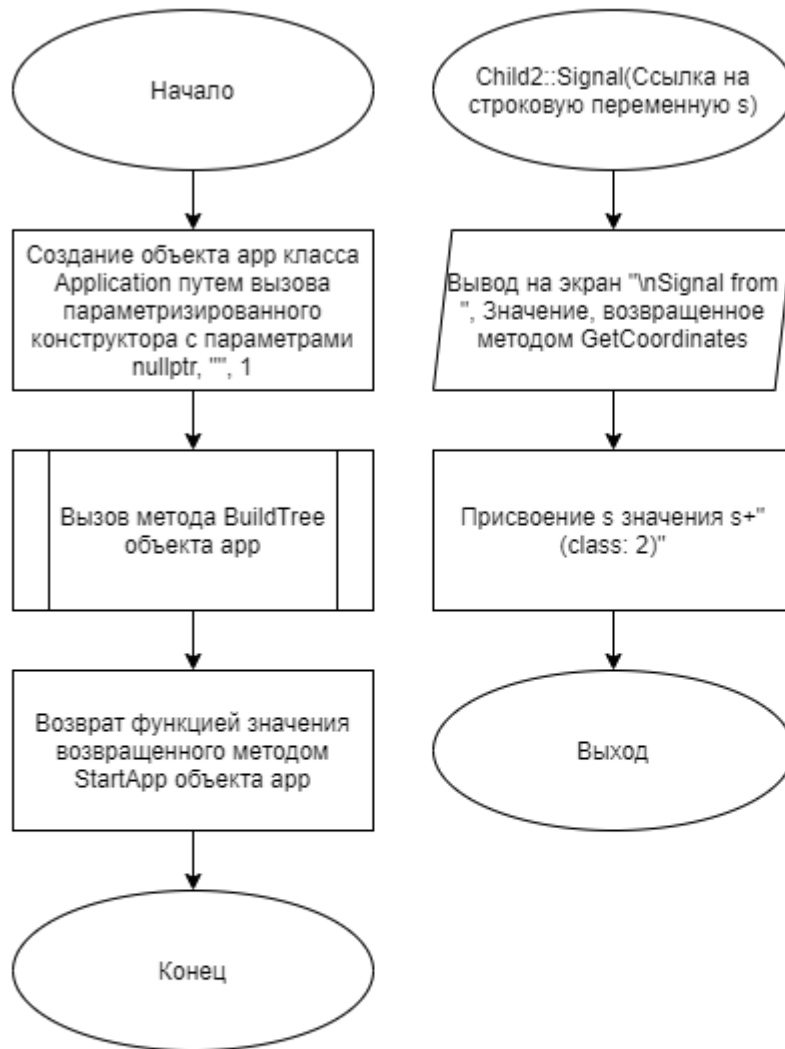 Начало
Создание объекта app класса
Application путем вызова
параметризированного
конструктора с параметрами
nullptr, "", 1
Вызов метода BuildTree
объекта app
Возврат функцией значения
возвращенного методом
StartApp объекта app
Конец
Child2::Signal(Ссылка на
строковую переменную s)
Вывод на экран "\nSignal from
", Значение, возвращенное
методом GetCoordinates
Присвоение s значения s+"
(class: 2)"
Выход